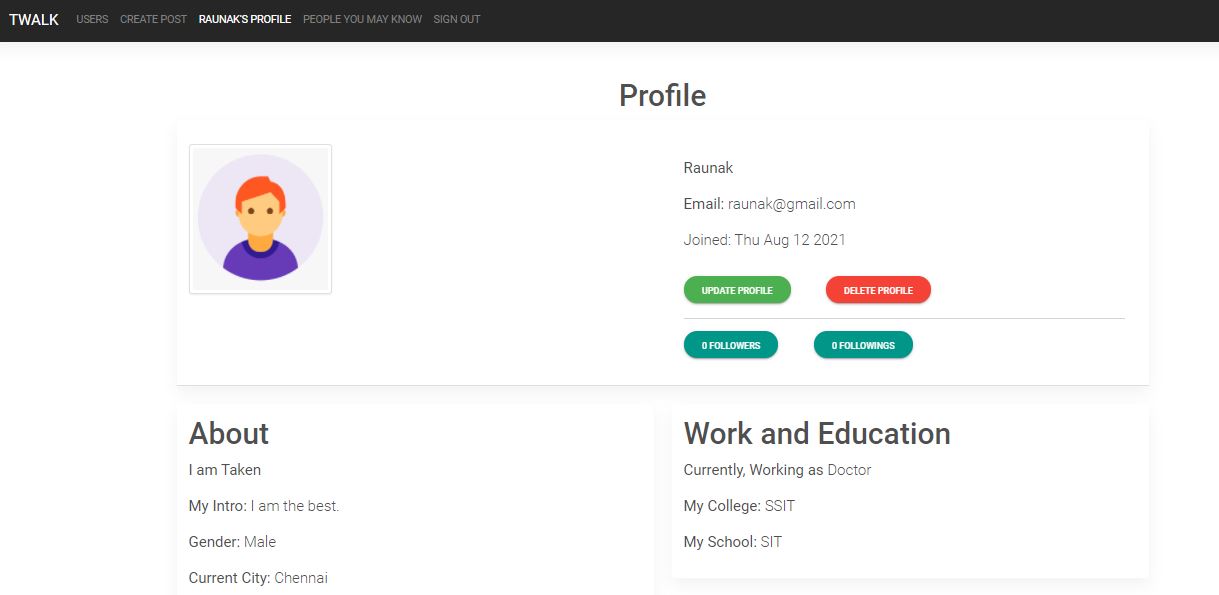 TWALK USERS CREATE POST RAUNAK'S PROFILE PEOPLE YOU MAY KNOW SIGN OUT
Profile
Raunak
Email: raunak@gmail.com
Joined: Thu Aug 12 2021
UPDATE PROFILE DELETE PROFILE
0 FOLLOWERS 0 FOLLOWINGS
About
I am Taken
My Intro: I am the best.
Gender: Male
Current City: Chennai
Work and Education
Currently, Working as Doctor
My College: SSIT
My School: SIT